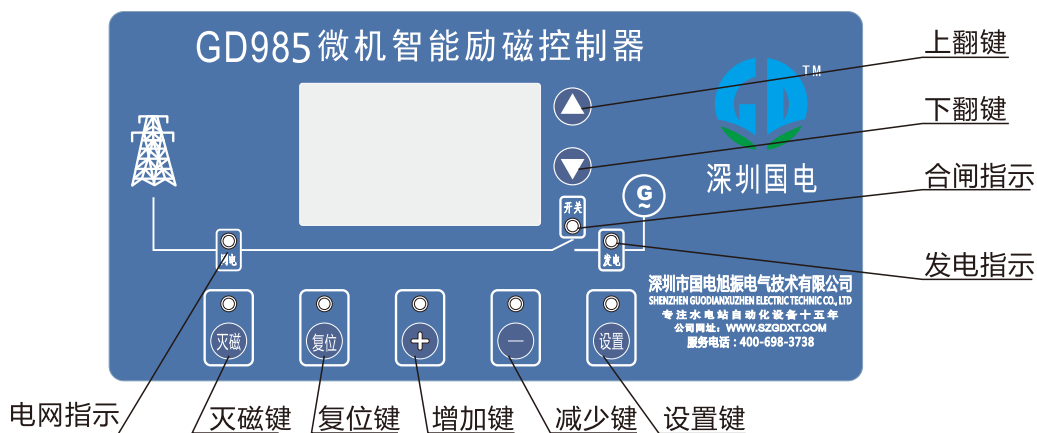 GD985微机智能励磁控制器
上翻键
GD TM
下翻键
深圳国电
合闸指示
开关
G
~
发电指示
网电
发电
深圳市国电旭振电气技术有限公司
SHENZHEN GUODIANXUZHEN ELECTRIC TECHNIC CO., LTD
专注水电站自动化设备十五年
公司网址：WWW.SZGDXT.COM
服务电话：400-698-3738
灭磁
复位
+
—
设置
电网指示
灭磁键
复位键
增加键
减少键
设置键